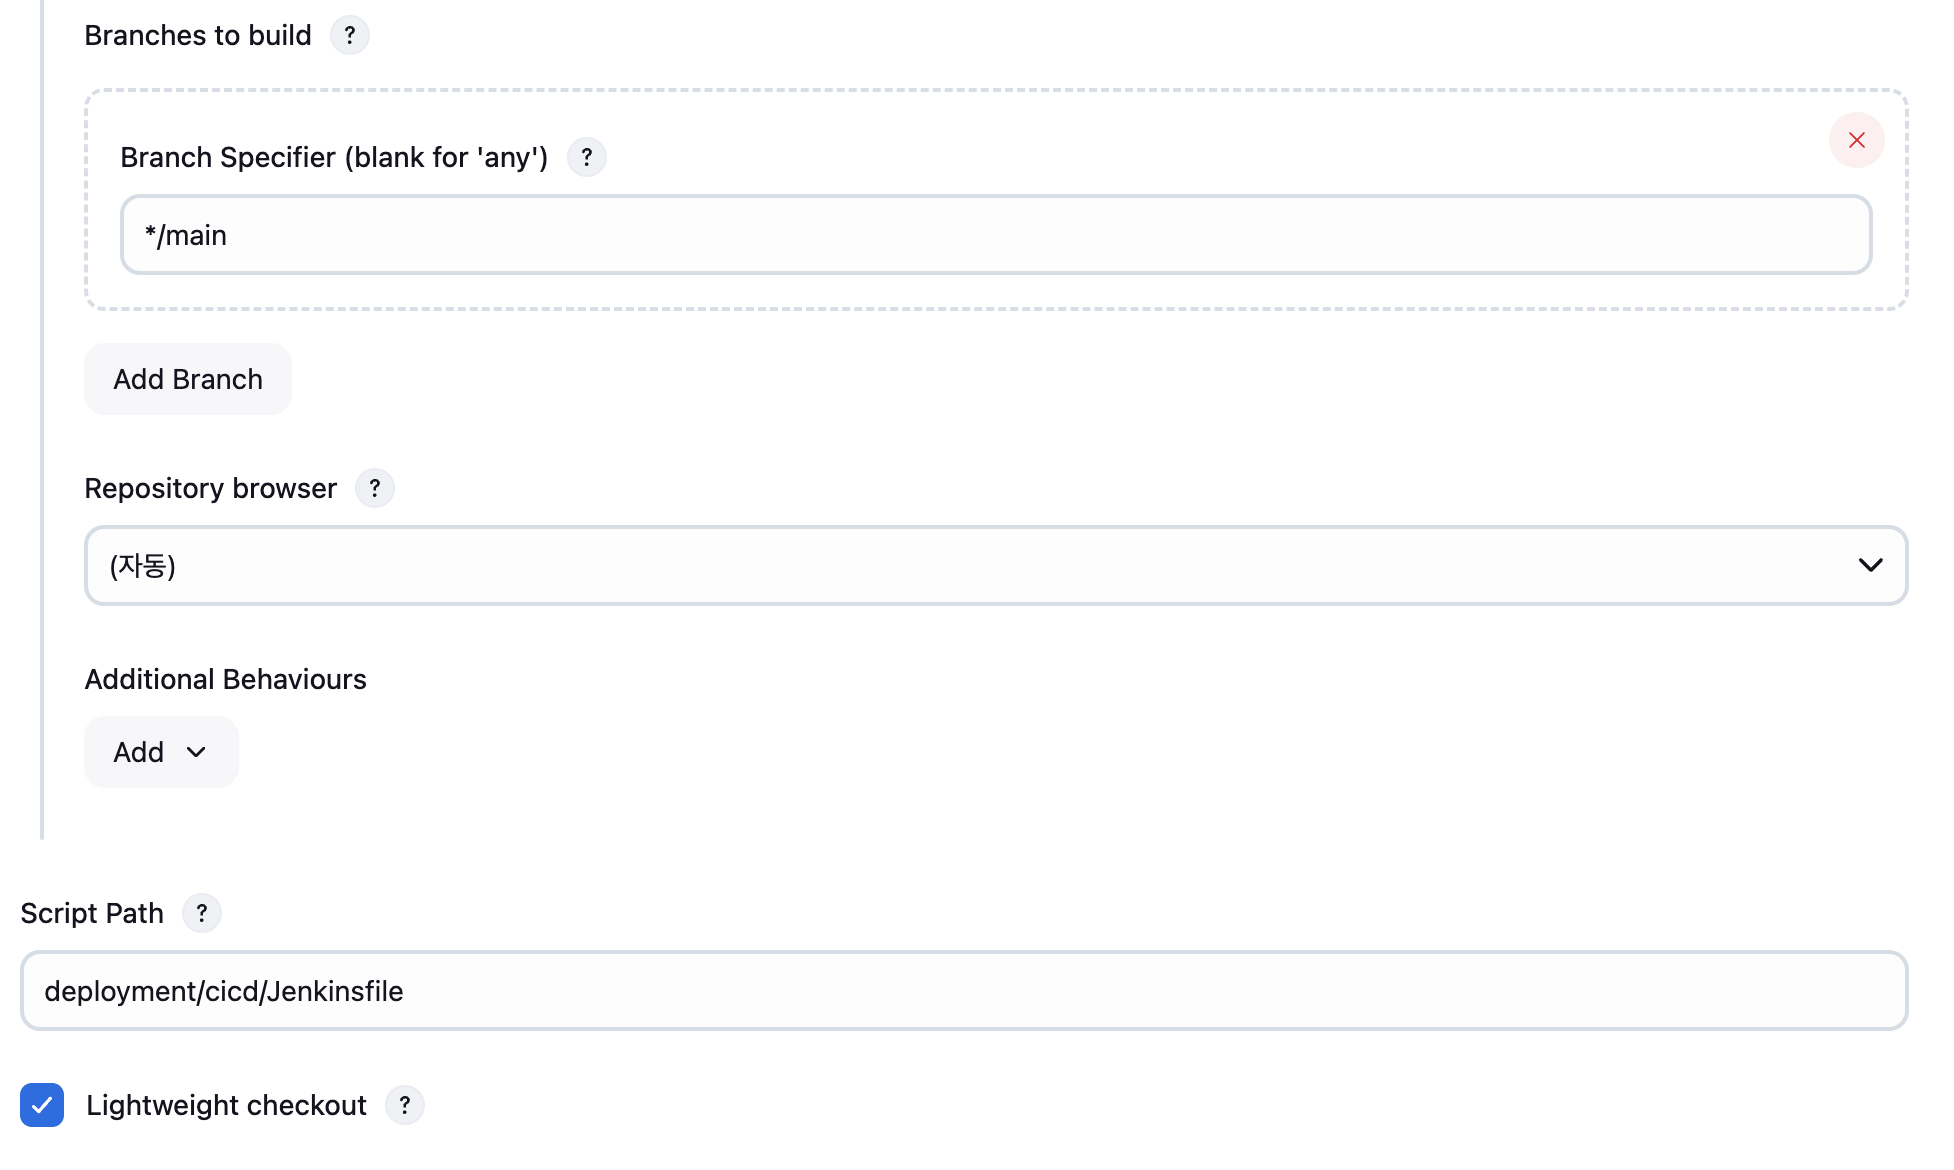 Branches to build ?
Branch Specifier (blank for 'any') ?
*/main
Add Branch
Repository browser ?
(자동)
Additional Behaviours
Add
Script Path ?
deployment/cicd/Jenkinsfile
Lightweight checkout ?